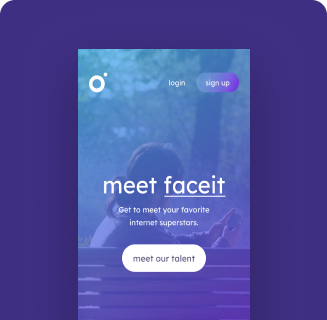 login
sign up
meet faceit
Get to meet your favorite
internet superstars.
meet our talent